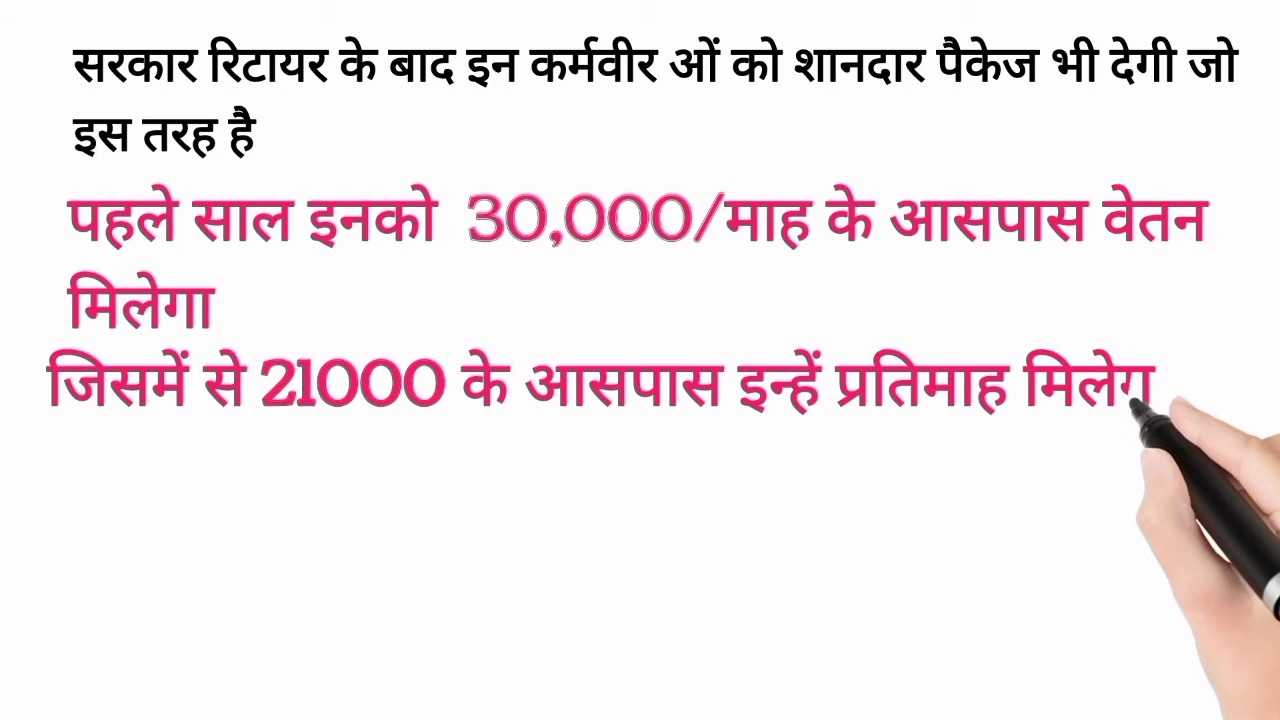 सरकार रिटायर के बाद इन कर्मवीर ओं को शानदार पैकेज भी देगी जो
इस तरह है
पहले साल इनको 30,000/माह के आसपास वेतन
मिलेगा
जिसमें से 21000 के आसपास इन्हें प्रतिमाह मिलेग